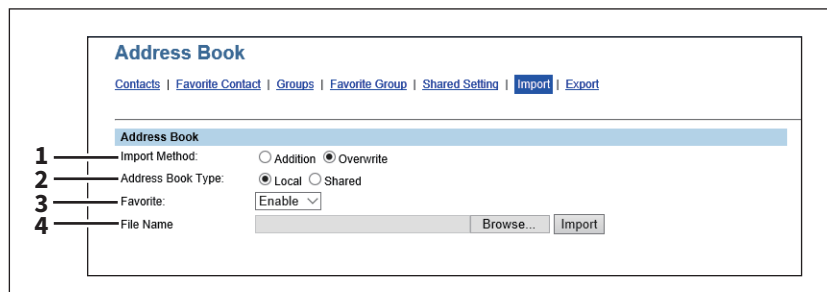 Address Book
Contacts | Favorite Contact | Groups | Favorite Group | Shared Setting | Import | Export
Address Book
1 Import Method: Addition Overwrite
2 Address Book Type: Local Shared
3 Favorite: Enable
4 File Name Browse... Import